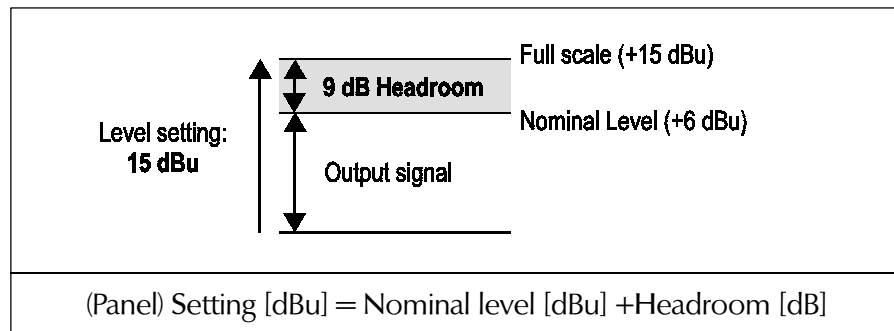 Full scale (+15 dBu)
9 dB Headroom
Nominal Level (+6 dBu)
Level setting:
15 dBu
Output signal
(Panel) Setting [dBu] = Nominal level [dBu] +Headroom [dB]